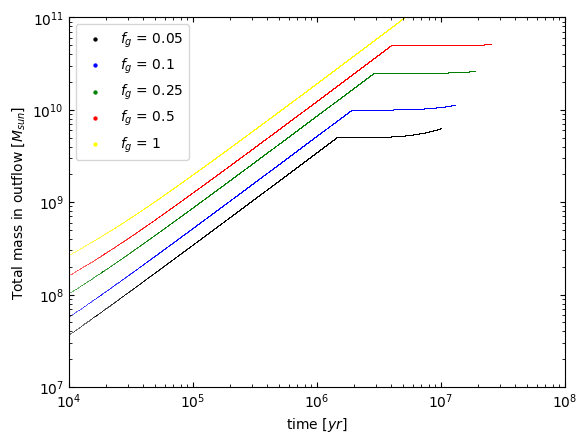 10^11
10^10
10^9
10^8
10^7
Total mass in outflow [M_sun]
f_g = 0.05
f_g = 0.1
f_g = 0.25
f_g = 0.5
f_g = 1
10^4 10^5 10^6 10^7 10^8
time [yr]